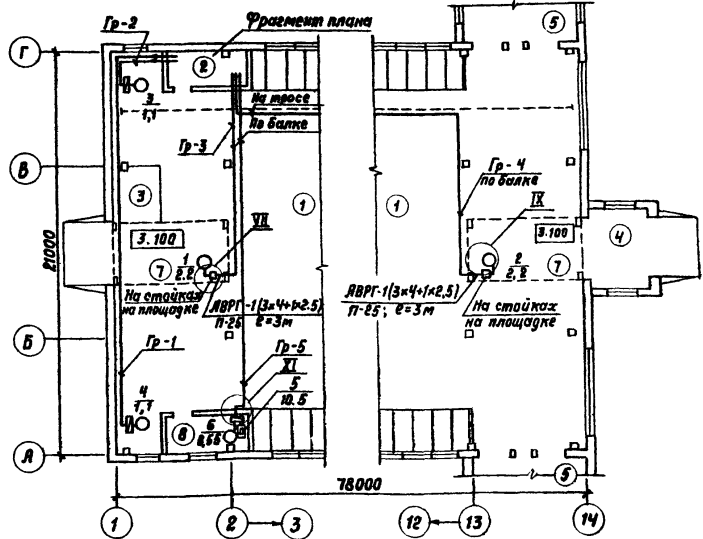 Гр-2
Фрагмент плана
5
Г
2
3
1,1
На тросе
По балке
Гр-3
Гр-4
по балке
В
3
1
1
IX
VII
3.100
3.100
4
21000
1
2.2
7
2
2,2
7
На стойках
на площадке
АВРГ-1(3×4+1×2.5)
П-25 ℓ=3м
АВРГ-1(3×4+1×2,5)
П-25; ℓ=3м
На стойках
на площадке
Б
Гр-1
Гр-5
XI
5
10.5
4
1,1
8
6
0,55
А
5
78000
1
2
3
12
13
14